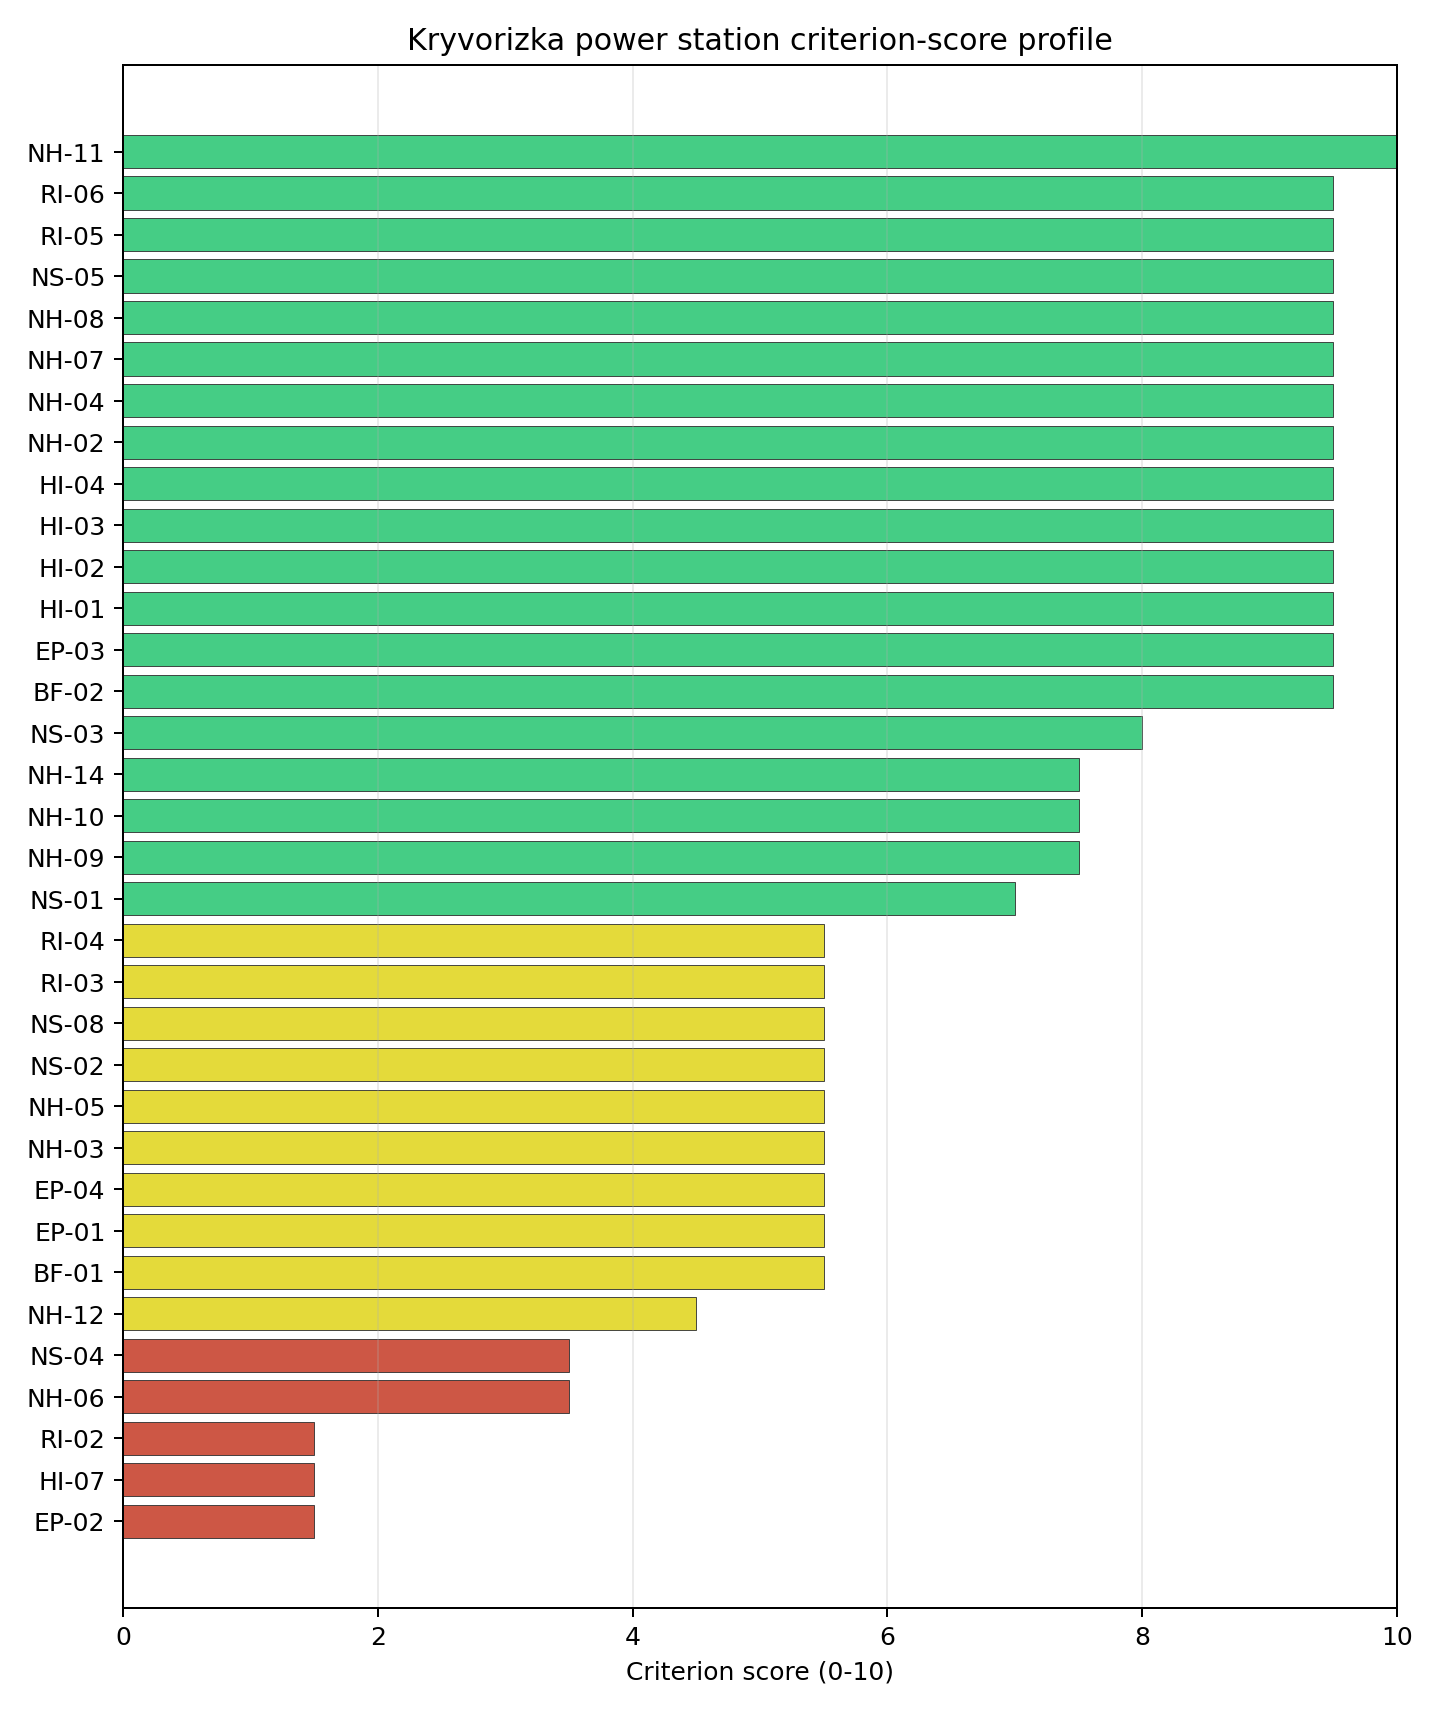 Kryvorizka power station criterion-score profile
NH-11
RI-06
RI-05
NS-05
NH-08
NH-07
NH-04
NH-02
HI-04
HI-03
HI-02
HI-01
EP-03
BF-02
NS-03
NH-14
NH-10
NH-09
NS-01
RI-04
RI-03
NS-08
NS-02
NH-05
NH-03
EP-04
EP-01
BF-01
NH-12
NS-04
NH-06
RI-02
HI-07
EP-02
0 2 4 6 8 10
Criterion score (0-10)